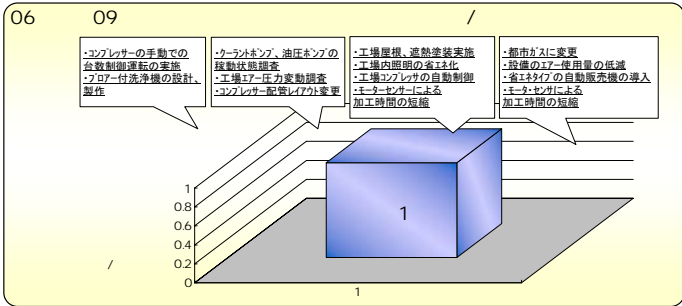 06 09 /
・コンプレッサーの手動での
台数制御運転の実施
・ブロアー付洗浄機の設計、
製作
・クーラントポンプ、油圧ポンプの
稼動状態調査
・工場エアー圧力変動調査
・コンプレッサー配管レイアウト変更
・工場屋根、遮熱塗装実施
・工場内照明の省エネ化
・工場コンプレッサの自動制御
・モーターセンサーによる
加工時間の短縮
・都市ガスに変更
・設備のエアー使用量の低減
・省エネタイプの自動販売機の導入
・モータ・センサによる
加工時間の短縮
1
0.8
0.6
0.4
0.2
0
/
1
1